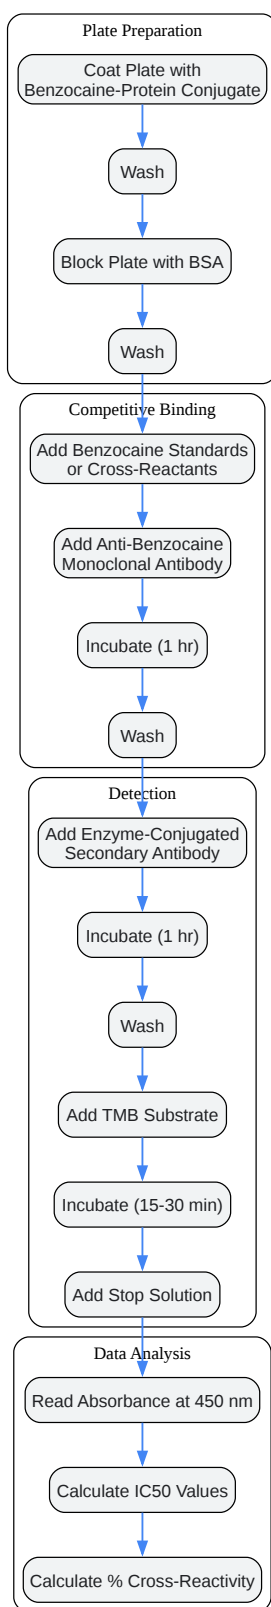 Plate Preparation
Coat Plate with
Benzocaine-Protein Conjugate
Wash
Block Plate with BSA
Wash
Competitive Binding
Add Benzocaine Standards
or Cross-Reactants
Add Anti-Benzocaine
Monoclonal Antibody
Incubate (1 hr)
Wash
Detection
Add Enzyme-Conjugated
Secondary Antibody
Incubate (1 hr)
Wash
Add TMB Substrate
Incubate (15-30 min)
Add Stop Solution
Data Analysis
Read Absorbance at 450 nm
Calculate IC50 Values
Calculate % Cross-Reactivity